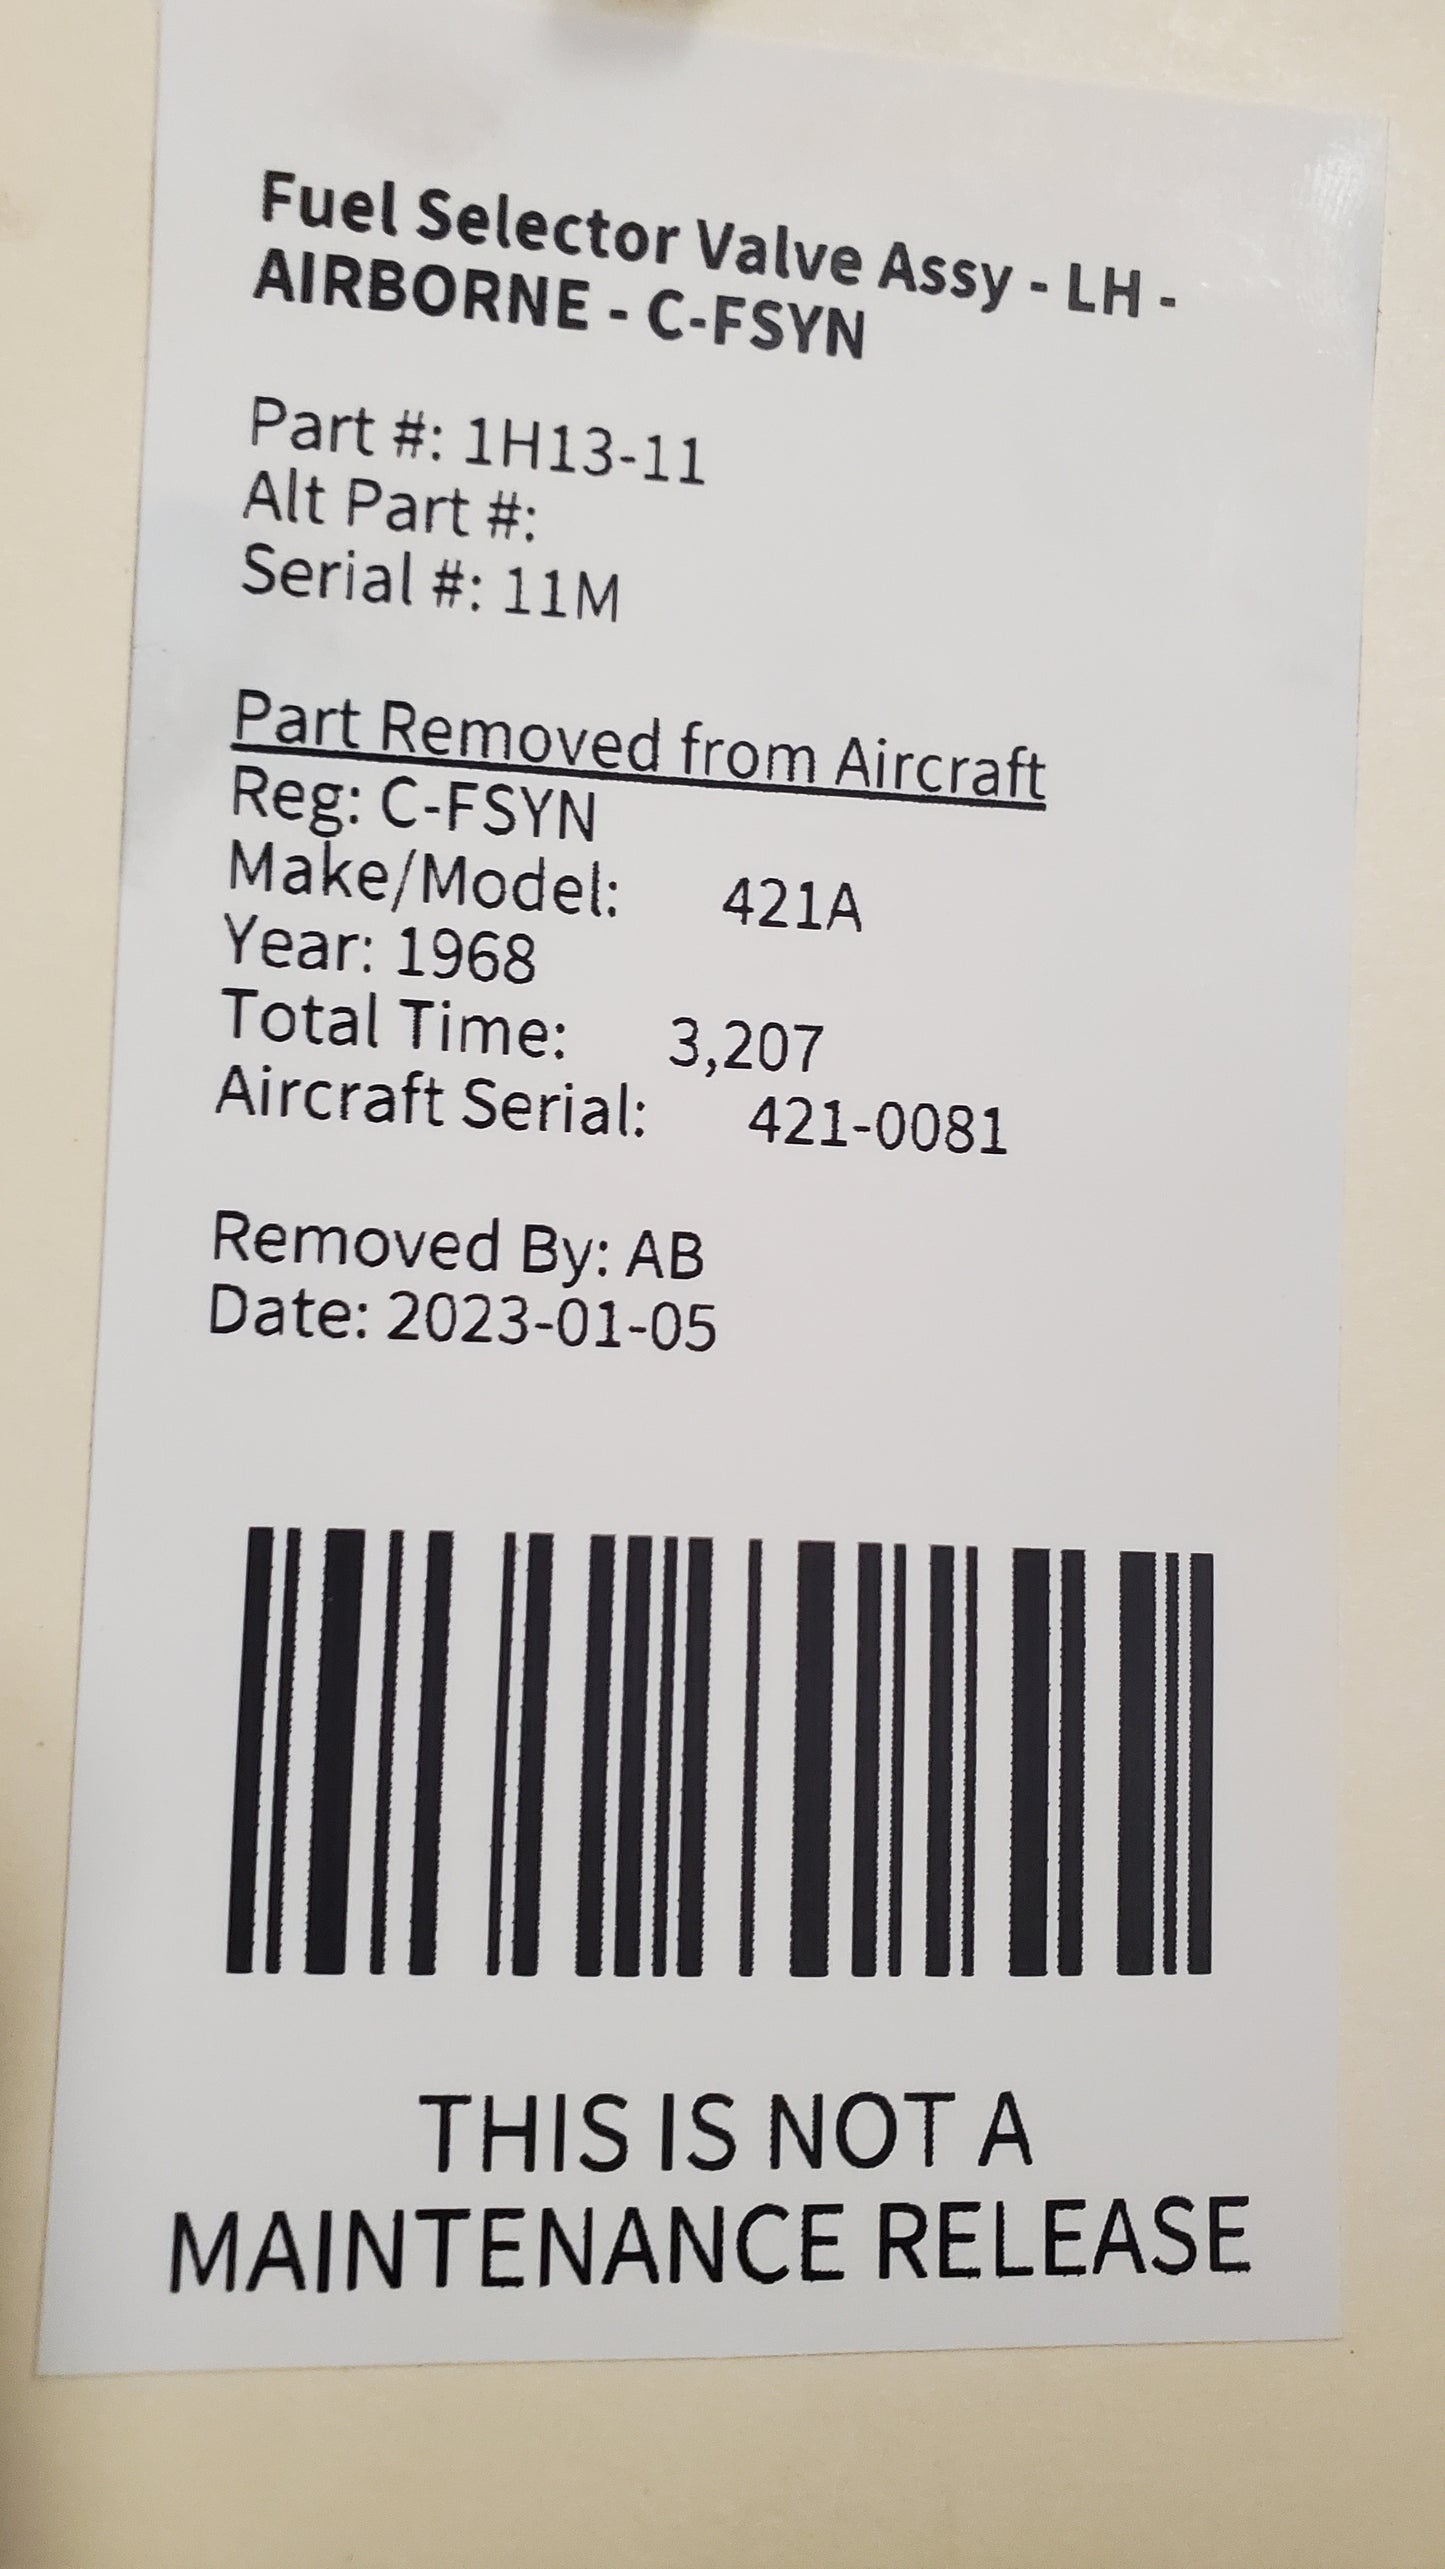 Fuel Selector Valve Assy - LH -
AIRBORNE - C-FSYN
Part #: 1H13-11
Alt Part #:
Serial #: 11M
Part Removed from Aircraft
Reg: C-FSYN
Make/Model: 421A
Year: 1968
Total Time: 3,207
Aircraft Serial: 421-0081
Removed By: AB
Date: 2023-01-05
THIS IS NOT A
MAINTENANCE RELEASE